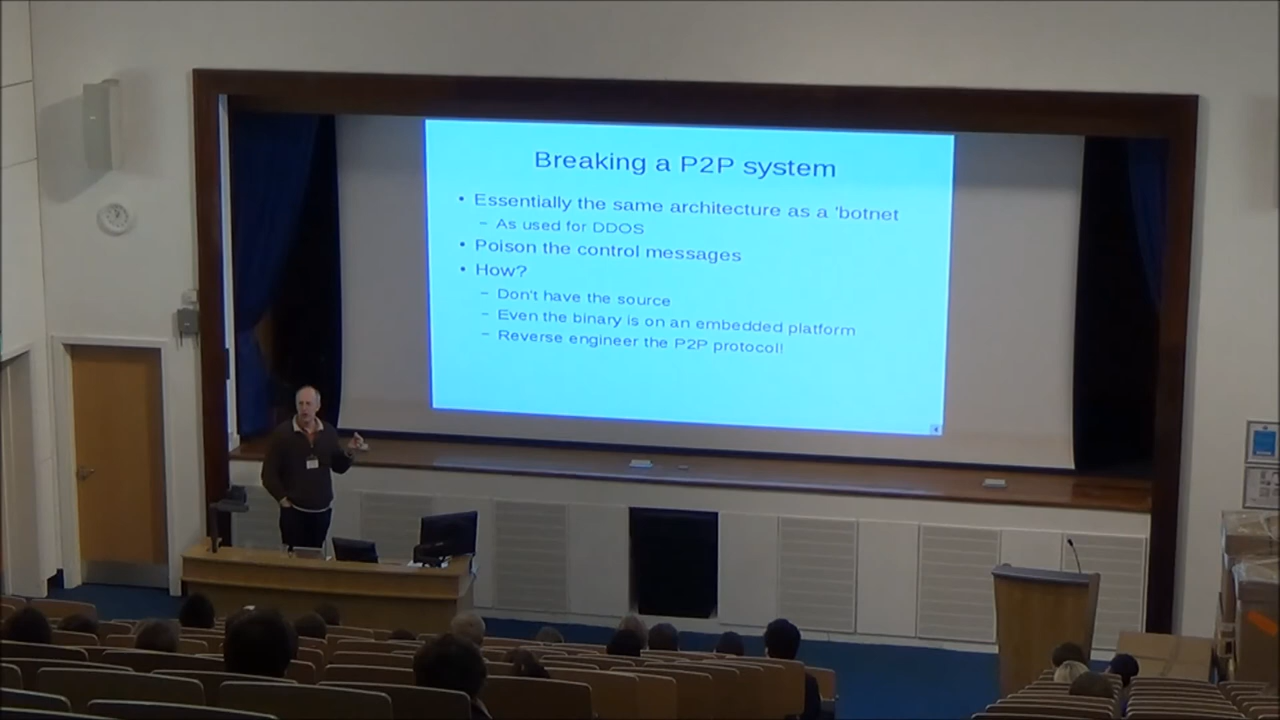 Breaking a P2P system
• Essentially the same architecture as a 'botnet
– As used for DDOS
• Poison the control messages
• How?
– Don't have the source
– Even the binary is on an embedded platform
– Reverse engineer the P2P protocol!